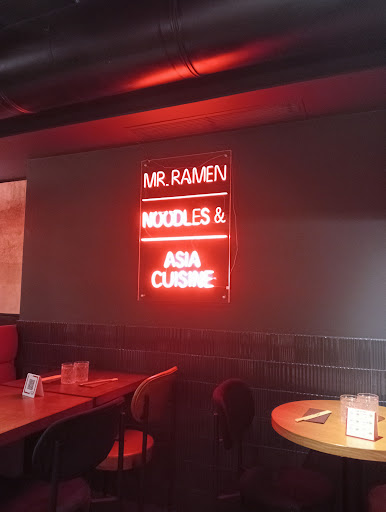 MR. RAMEN
NOODLES &
ASIA
CUISINE